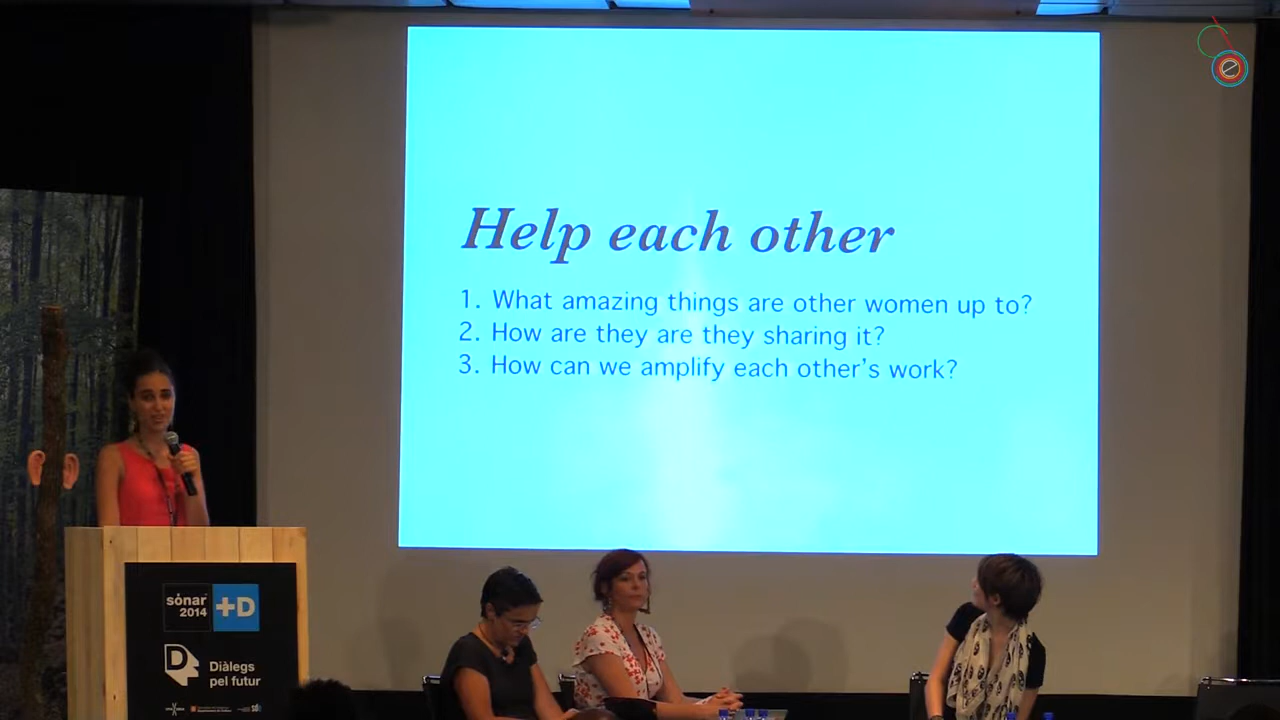 Help each other
1. What amazing things are other women up to?
2. How are they are they sharing it?
3. How can we amplify each other's work?
sónar
2014
+D
D
Diàlegs
pel futur